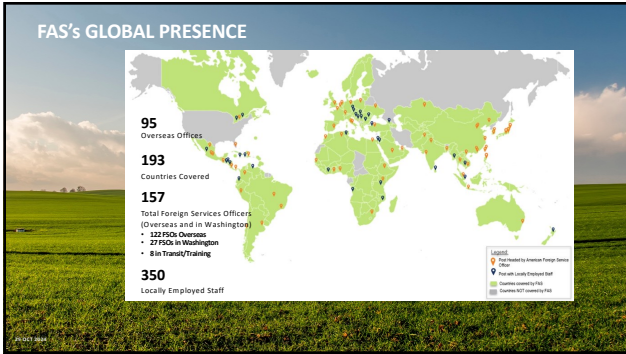 FAS's GLOBAL PRESENCE
95
Overseas Offices
193
Countries Covered
157
Total Foreign Services Officers
(Overseas and in Washington)
• 122 FSOs Overseas
• 27 FSOs in Washington
• 8 in Transit/Training
350
Locally Employed Staff
Legend:
Post Headed by American Foreign Service
Officer
Post with Locally Employed Staff
Countries covered by FAS
Countries NOT covered by FAS